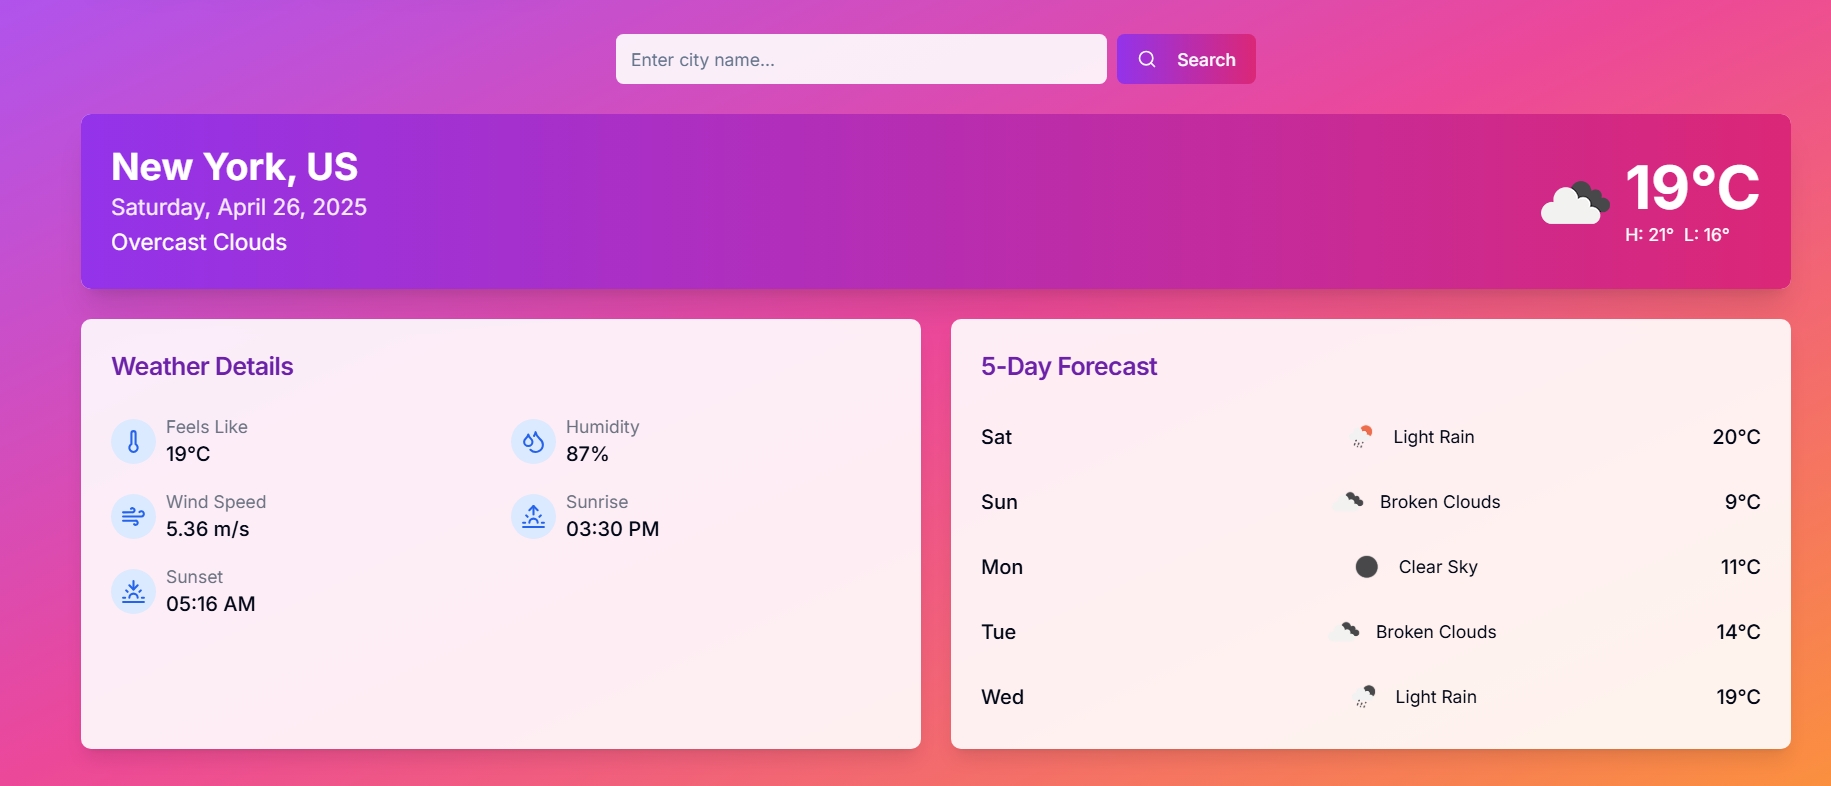 Enter city name...
Search
New York, US
Saturday, April 26, 2025
Overcast Clouds
19°C
H: 21° L: 16°
Weather Details
Feels Like
19°C
Humidity
87%
Wind Speed
5.36 m/s
Sunrise
03:30 PM
Sunset
05:16 AM
5-Day Forecast
Sat Light Rain 20°C
Sun Broken Clouds 9°C
Mon Clear Sky 11°C
Tue Broken Clouds 14°C
Wed Light Rain 19°C